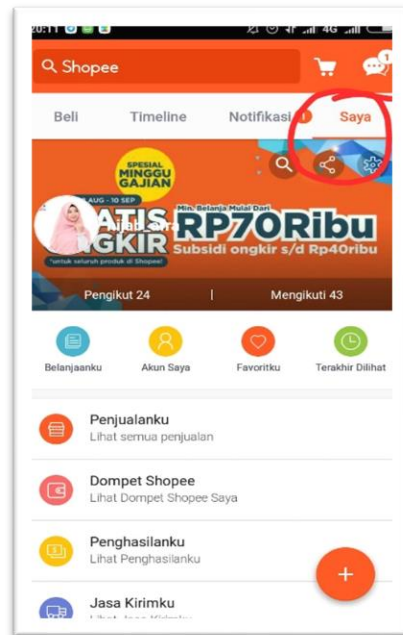 20:11 4G
Shopee 1
Beli Timeline Notifikasi Saya
SPESIAL
MINGGU
GAJIAN
AUG - 10 SEP
Min. Belanja Mulai Dari
RP70Ribu
NGKIR Subsidi ongkir s/d Rp40ribu
*untuk seluruh produk di Shopee!
Pengikut 24 | Mengikuti 43
Belanjaanku Akun Saya Favoritku Terakhir Dilihat
Penjualanku
Lihat semua penjualan
Dompet Shopee
Lihat Dompet Shopee Saya
Penghasilanku
Lihat Penghasilanku
+
Jasa Kirimku